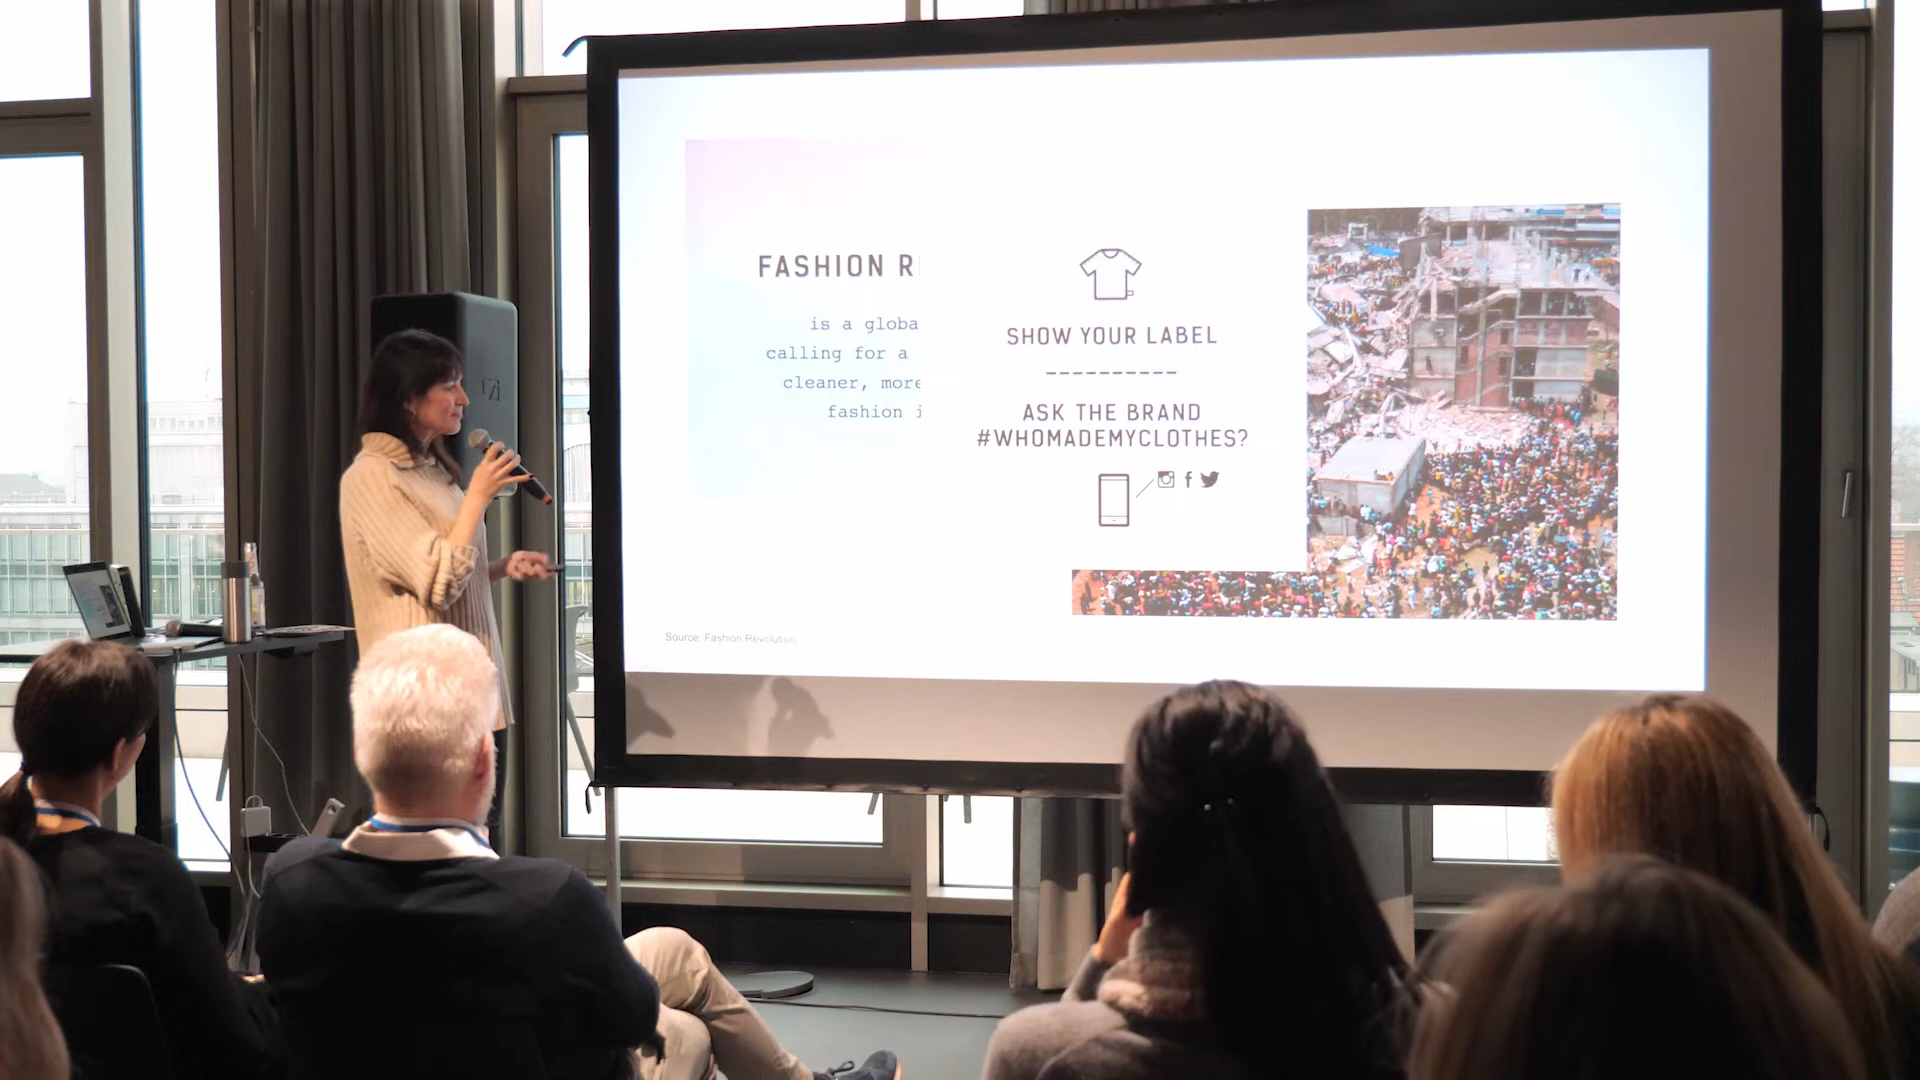 FASHION R
is a globa
calling for a
cleaner, more
fashion i
SHOW YOUR LABEL
ASK THE BRAND
#WHOMADEMYCLOTHES?
Source: Fashion Revolution